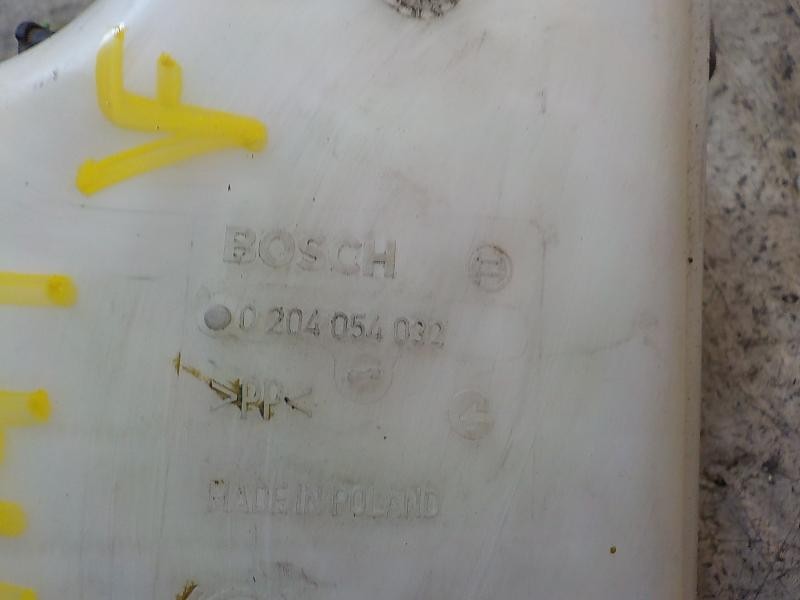 BOSCH
0 204 054 032
>PP<
MADE IN POLAND